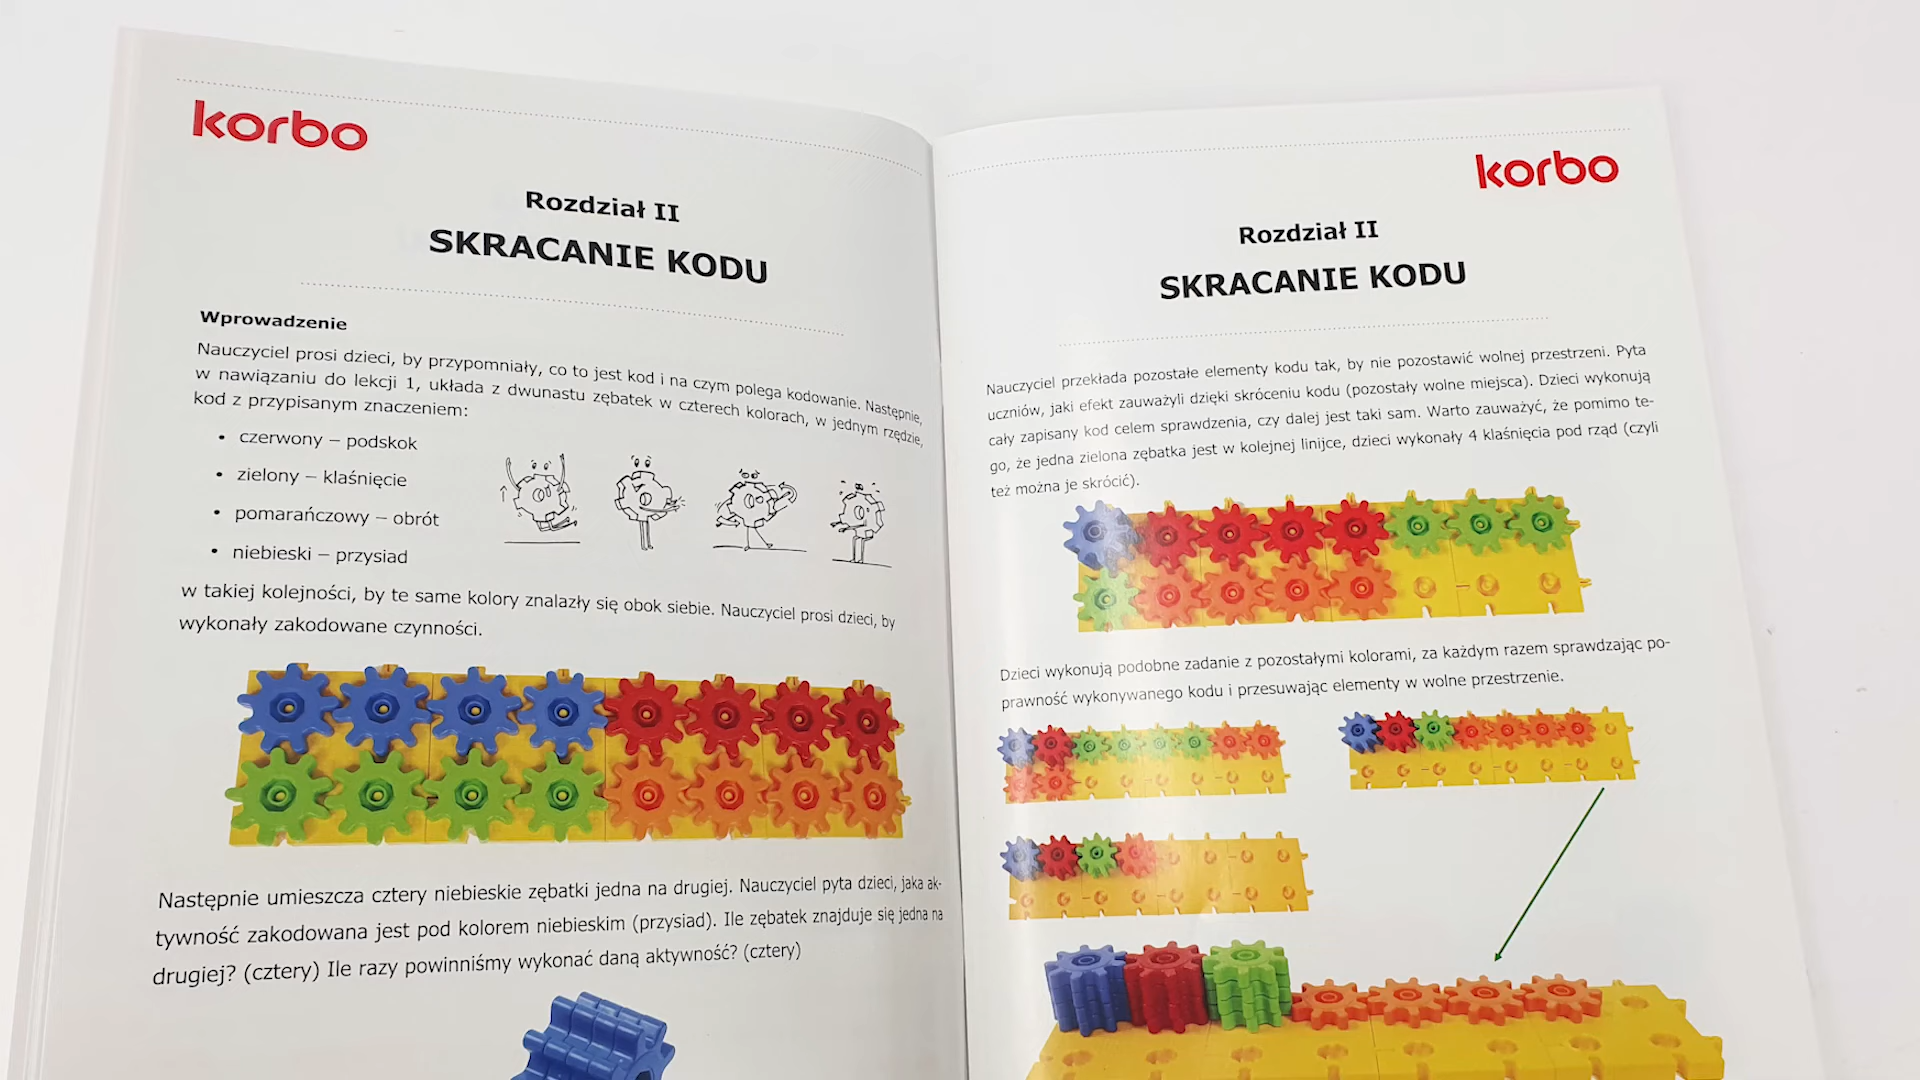 korbo
Rozdział II
SKRACANIE KODU
Wprowadzenie
Nauczyciel prosi dzieci, by przypomniały, co to jest kod i na czym polega kodowanie. Następnie,
w nawiązaniu do lekcji 1, układa z dwunastu zębatek w czterech kolorach, w jednym rzędzie,
kod z przypisanym znaczeniem:
• czerwony – podskok
• zielony – klaśnięcie
• pomarańczowy – obrót
• niebieski – przysiad
w takiej kolejności, by te same kolory znalazły się obok siebie. Nauczyciel prosi dzieci, by
wykonały zakodowane czynności.
Następnie umieszcza cztery niebieskie zębatki jedna na drugiej. Nauczyciel pyta dzieci, jaka ak-
tywność zakodowana jest pod kolorem niebieskim (przysiad). Ile zębatek znajduje się jedna na
drugiej? (cztery) Ile razy powinniśmy wykonać daną aktywność? (cztery)
korbo
Rozdział II
SKRACANIE KODU
Nauczyciel przekłada pozostałe elementy kodu tak, by nie pozostawić wolnej przestrzeni. Pyta
uczniów, jaki efekt zauważyli dzięki skróceniu kodu (pozostały wolne miejsca). Dzieci wykonują
cały zapisany kod celem sprawdzenia, czy dalej jest taki sam. Warto zauważyć, że pomimo te-
go, że jedna zielona zębatka jest w kolejnej linijce, dzieci wykonały 4 klaśnięcia pod rząd (czyli
też można je skrócić).
Dzieci wykonują podobne zadanie z pozostałymi kolorami, za każdym razem sprawdzając po-
prawność wykonywanego kodu i przesuwając elementy w wolne przestrzenie.